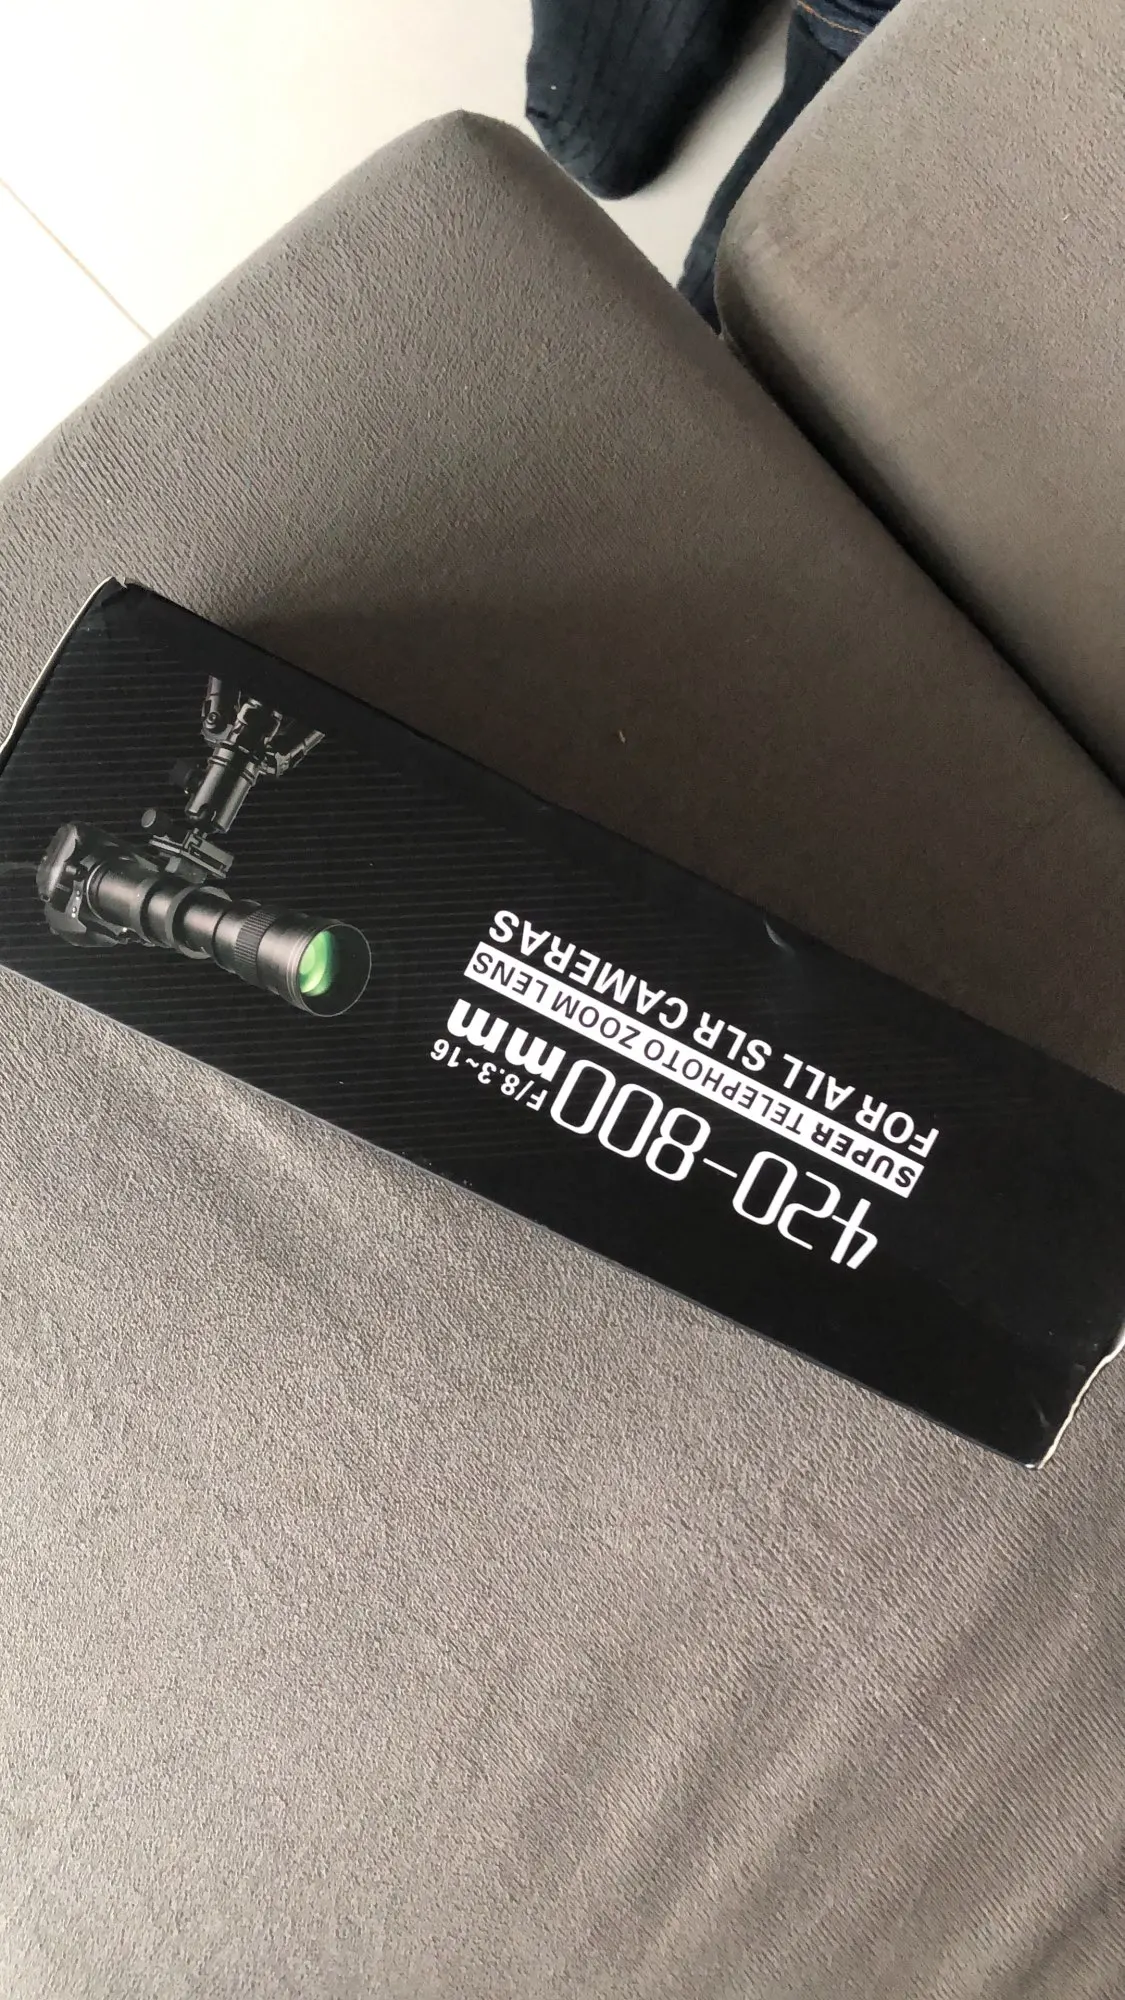 420-800mm F/8.3~16
SUPER TELEPHOTO ZOOM LENS
FOR ALL SLR CAMERAS